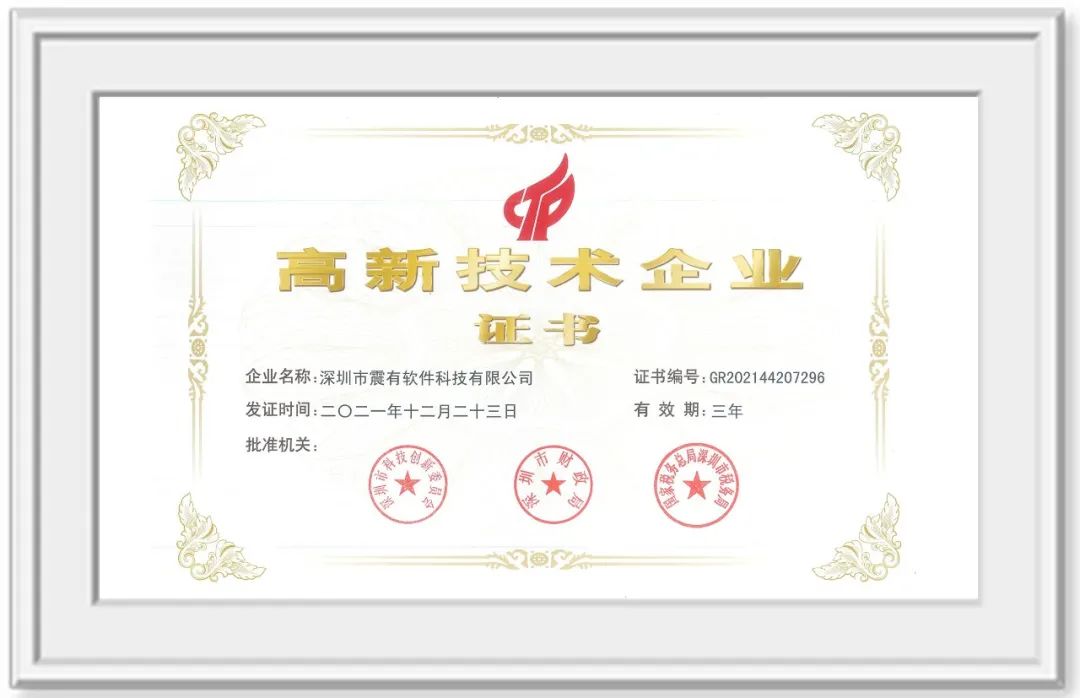 高新技术企业
证书
企业名称:深圳市震有软件科技有限公司
证书编号:GR202144207296
发证时间:二〇二一年十二月二十三日
有 效 期:三年
批准机关:
深圳市科技创新委员会
深圳市财政局
国家税务总局深圳市税务局